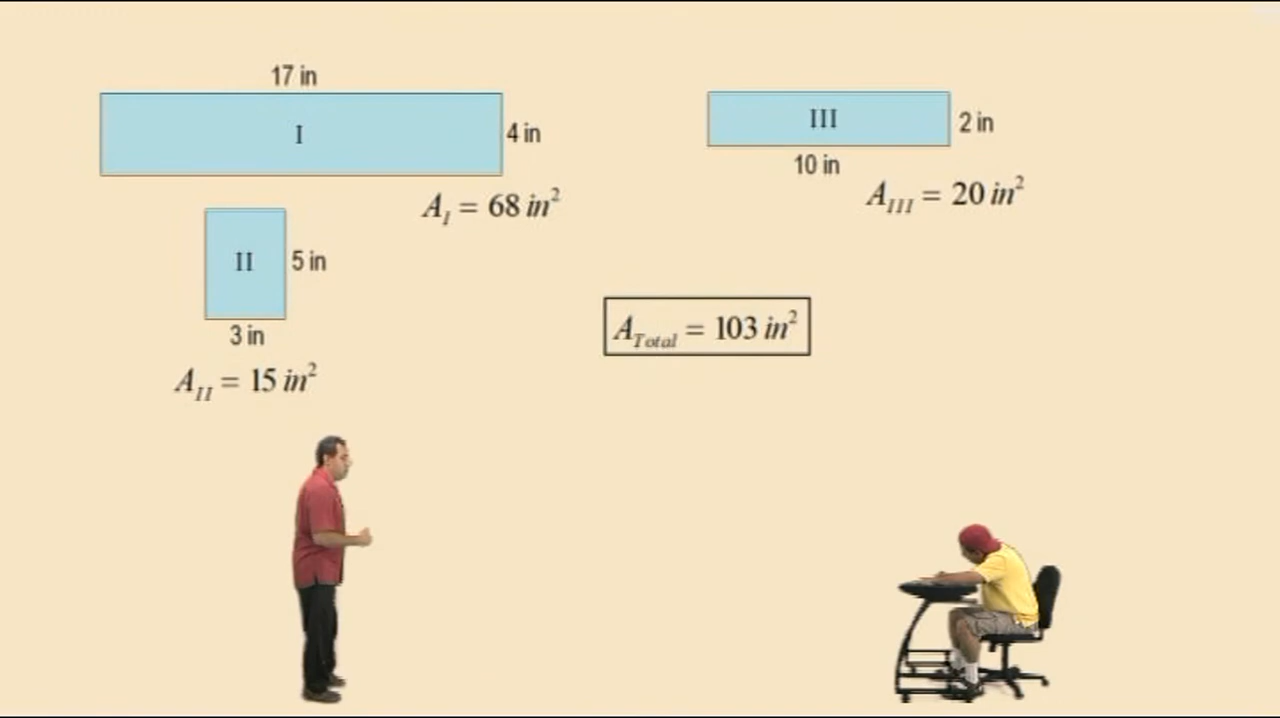 17 in
I
4 in
A_I = 68 in²
II
5 in
3 in
A_II = 15 in²
III
2 in
10 in
A_III = 20 in²
A_Total = 103 in²